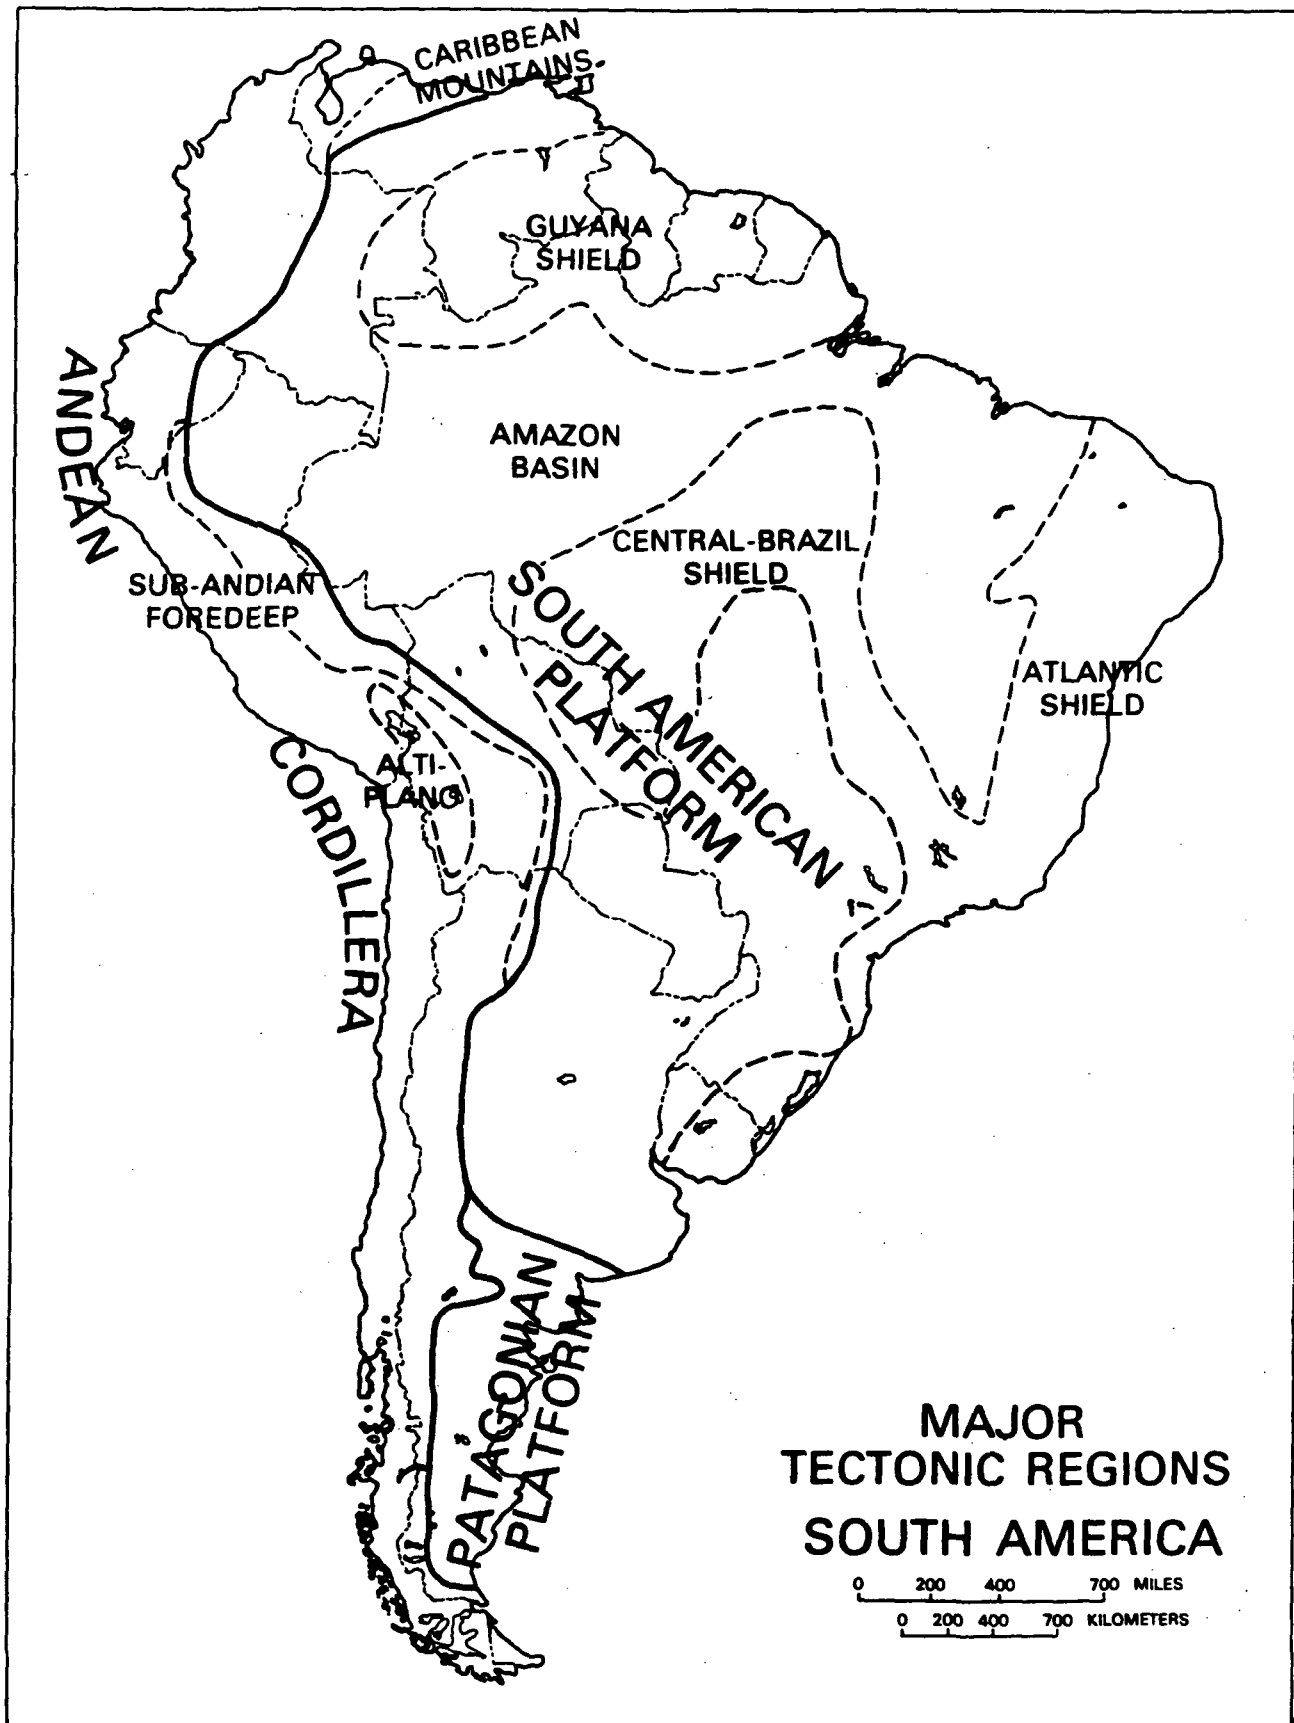 CARIBBEAN
MOUNTAINS
GUYANA
SHIELD
ANDEAN
CORDILLERA
AMAZON
BASIN
CENTRAL-BRAZIL
SHIELD
SUB-ANDIAN
FOREDEEP
SOUTH AMERICAN
PLATFORM
ATLANTIC
SHIELD
ALTI-
PLANO
PATAGONIAN
PLATFORM
MAJOR
TECTONIC REGIONS
SOUTH AMERICA
0 200 400 700 MILES
0 200 400 700 KILOMETERS